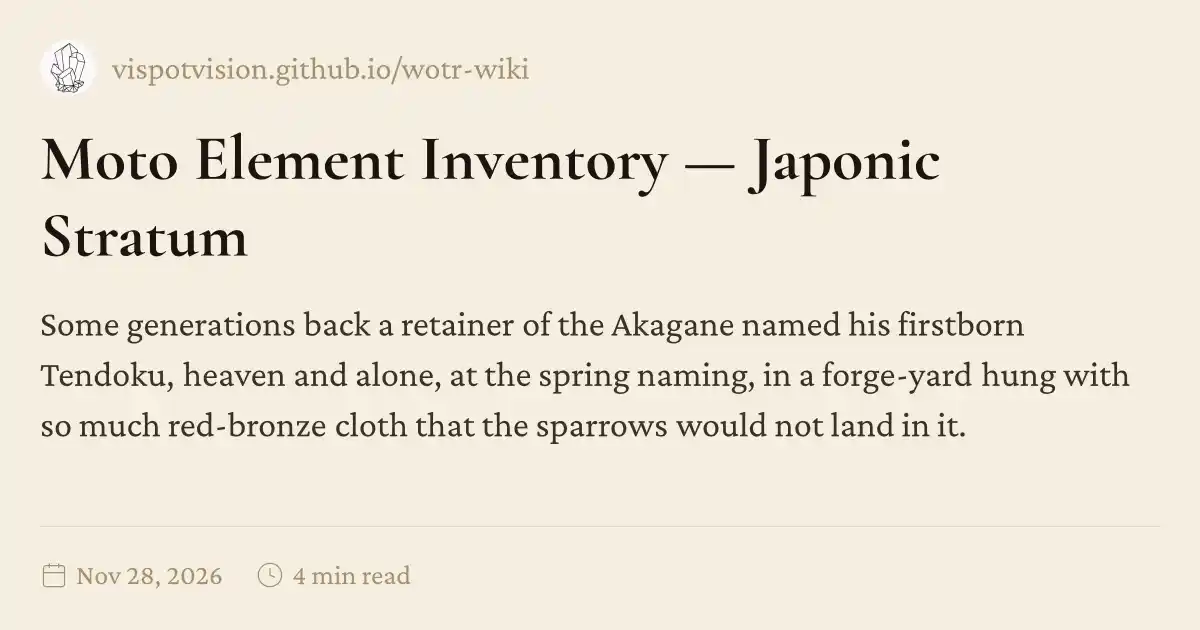 vispotvision.github.io/wotr-wiki
Moto Element Inventory — Japonic
Stratum
Some generations back a retainer of the Akagane named his firstborn
Tendoku, heaven and alone, at the spring naming, in a forge-yard hung with
so much red-bronze cloth that the sparrows would not land in it.
Nov 28, 2026 4 min read